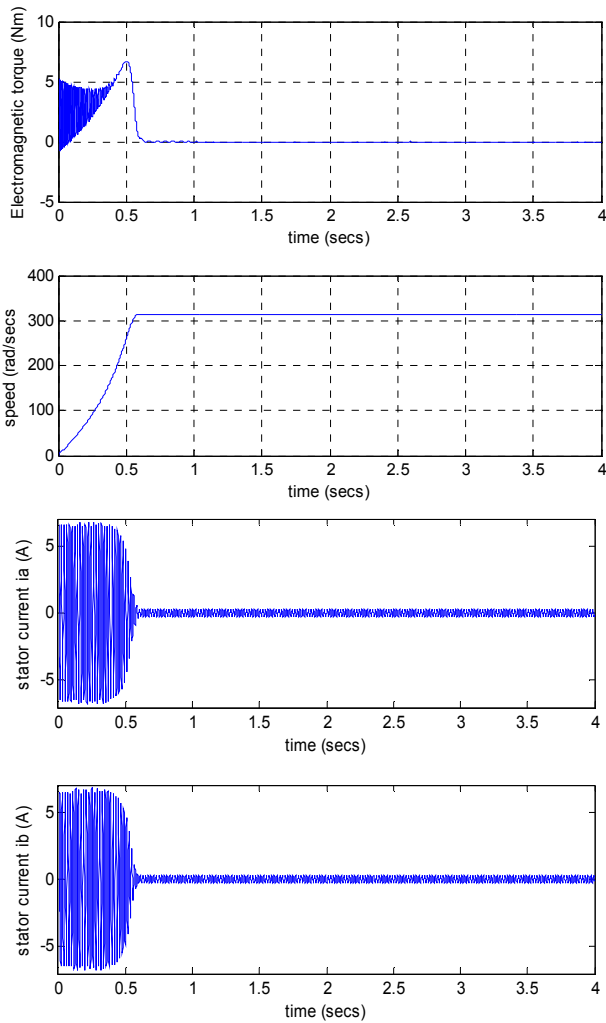 Electromagnetic torque (Nm)
10
5
0
-5
0 0.5 1 1.5 2 2.5 3 3.5 4
time (secs)
speed (rad/secs)
400
300
200
100
0
0 0.5 1 1.5 2 2.5 3 3.5 4
time (secs)
stator current ia (A)
5
0
-5
0 0.5 1 1.5 2 2.5 3 3.5 4
time (secs)
stator current ib (A)
5
0
-5
0 0.5 1 1.5 2 2.5 3 3.5 4
time (secs)